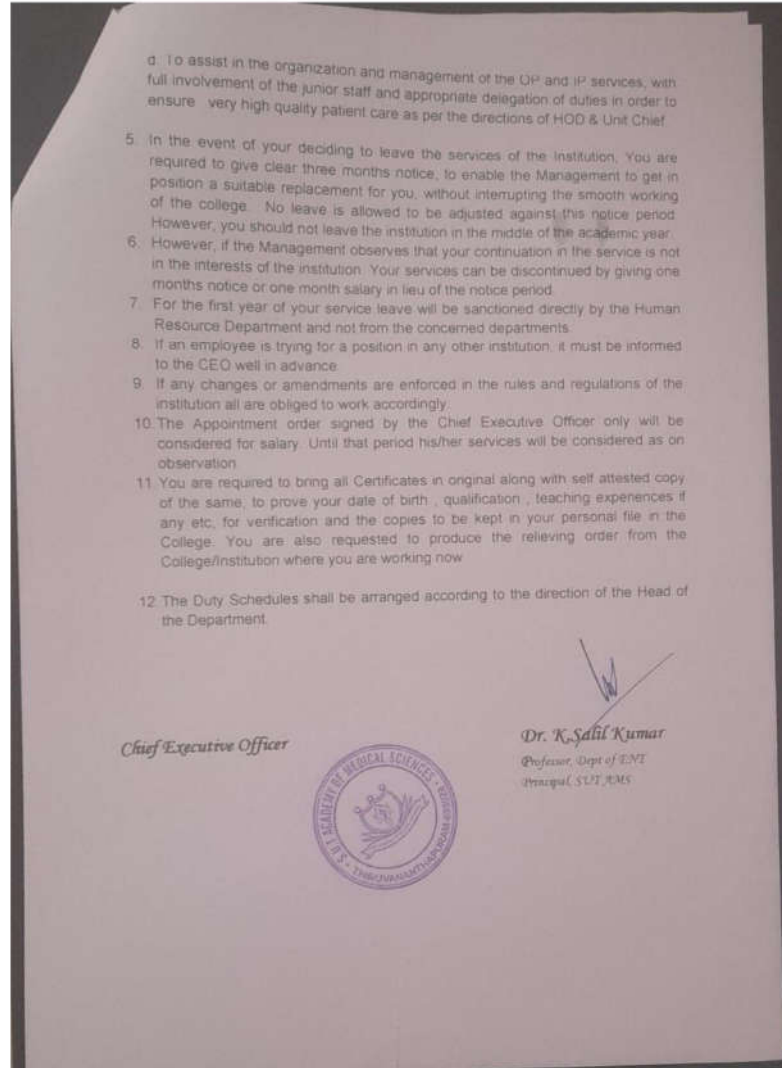 d. To assist in the organization and management of the OP and IP services, with
full involvement of the junior staff and appropriate delegation of duties in order to
ensure very high quality patient care as per the directions of HOD & Unit Chief
5. In the event of your deciding to leave the services of the Institution, You are
required to give clear three months notice, to enable the Management to get in
position a suitable replacement for you, without interrupting the smooth working
of the college. No leave is allowed to be adjusted against this notice period.
However, you should not leave the institution in the middle of the academic year.
6. However, if the Management observes that your continuation in the service is not
in the interests of the institution. Your services can be discontinued by giving one
months notice or one month salary in lieu of the notice period.
7. For the first year of your service leave will be sanctioned directly by the Human
Resource Department and not from the concerned departments.
8. If an employee is trying for a position in any other institution, it must be informed
to the CEO well in advance.
9. If any changes or amendments are enforced in the rules and regulations of the
institution all are obliged to work accordingly.
10. The Appointment order signed by the Chief Executive Officer only will be
considered for salary. Until that period his/her services will be considered as on
observation
11. You are required to bring all Certificates in original along with self attested copy
of the same, to prove your date of birth , qualification , teaching experiences if
any etc, for verification and the copies to be kept in your personal file in the
College. You are also requested to produce the relieving order from the
College/Institution where you are working now
12. The Duty Schedules shall be arranged according to the direction of the Head of
the Department.
Chief Executive Officer
Dr. K.Salil Kumar
Professor, Dept of ENT
Principal, SUT AMS
S.U.T ACADEMY OF MEDICAL SCIENCES
THIRUVANANTHAPURAM-695028